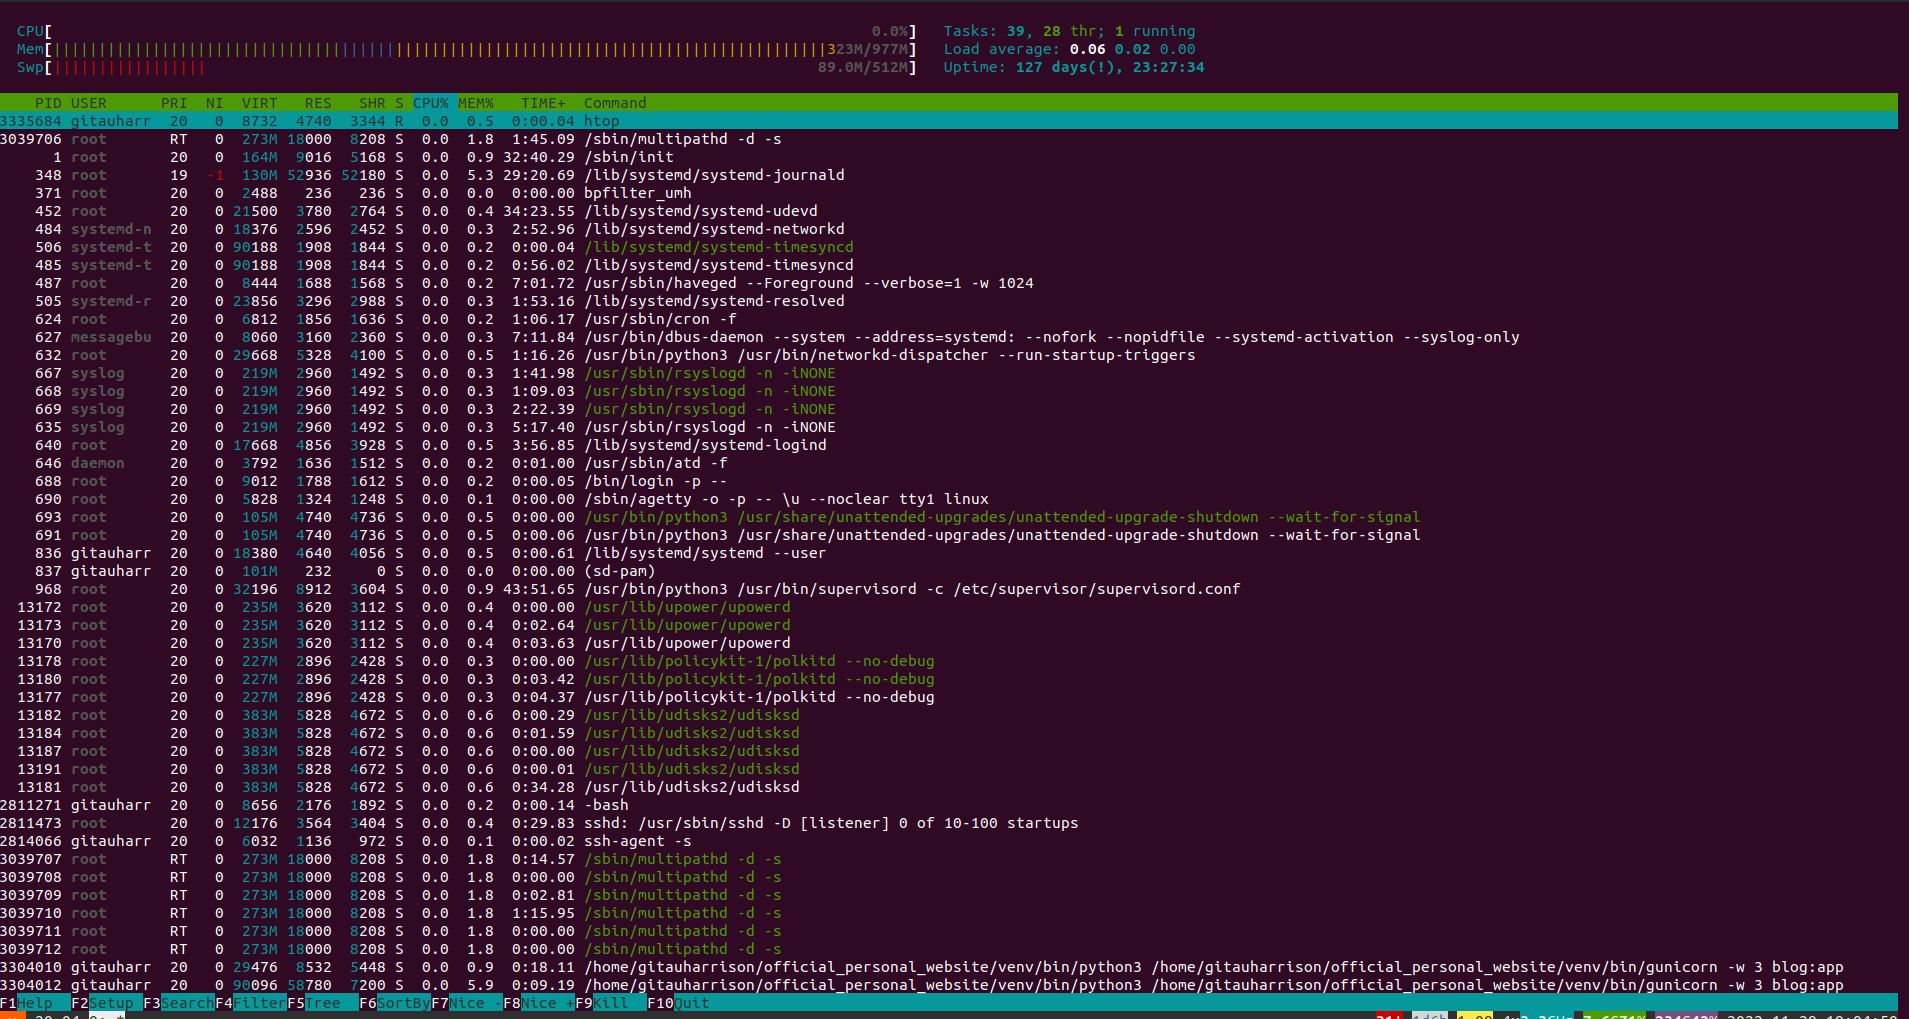 CPU[ 0.0%] Tasks: 39, 28 thr; 1 running
Mem[||||||||||||||||||||||||||||||||||||||||||||||||||||||||||||||||||||||||||||||||||||||323M/977M] Load average: 0.06 0.02 0.00
Swp[||||||||||||||||| 89.0M/512M] Uptime: 127 days(!), 23:27:34
PID USER PRI NI VIRT RES SHR S CPU% MEM% TIME+ Command
3335684 gitauharr 20 0 8732 4740 3344 R 0.0 0.5 0:00.04 htop
3039706 root RT 0 273M 18000 8208 S 0.0 1.8 1:45.09 /sbin/multipathd -d -s
1 root 20 0 164M 9016 5168 S 0.0 0.9 32:40.29 /sbin/init
348 root 19 -1 130M 52936 52180 S 0.0 5.3 29:20.69 /lib/systemd/systemd-journald
371 root 20 0 2488 236 236 S 0.0 0.0 0:00.00 bpfilter_umh
452 root 20 0 21500 3780 2764 S 0.0 0.4 34:23.55 /lib/systemd/systemd-udevd
484 systemd-n 20 0 18376 2596 2452 S 0.0 0.3 2:52.96 /lib/systemd/systemd-networkd
506 systemd-t 20 0 90188 1908 1844 S 0.0 0.2 0:00.04 /lib/systemd/systemd-timesyncd
485 systemd-t 20 0 90188 1908 1844 S 0.0 0.2 0:56.02 /lib/systemd/systemd-timesyncd
487 root 20 0 8444 1688 1568 S 0.0 0.2 7:01.72 /usr/sbin/haveged --Foreground --verbose=1 -w 1024
505 systemd-r 20 0 23856 3296 2988 S 0.0 0.3 1:53.16 /lib/systemd/systemd-resolved
624 root 20 0 6812 1856 1636 S 0.0 0.2 1:06.17 /usr/sbin/cron -f
627 messagebu 20 0 8060 3160 2360 S 0.0 0.3 7:11.84 /usr/bin/dbus-daemon --system --address=systemd: --nofork --nopidfile --systemd-activation --syslog-only
632 root 20 0 29668 5328 4100 S 0.0 0.5 1:16.26 /usr/bin/python3 /usr/bin/networkd-dispatcher --run-startup-triggers
667 syslog 20 0 219M 2960 1492 S 0.0 0.3 1:41.98 /usr/sbin/rsyslogd -n -iNONE
668 syslog 20 0 219M 2960 1492 S 0.0 0.3 1:09.03 /usr/sbin/rsyslogd -n -iNONE
669 syslog 20 0 219M 2960 1492 S 0.0 0.3 2:22.39 /usr/sbin/rsyslogd -n -iNONE
635 syslog 20 0 219M 2960 1492 S 0.0 0.3 5:17.40 /usr/sbin/rsyslogd -n -iNONE
640 root 20 0 17668 4856 3928 S 0.0 0.5 3:56.85 /lib/systemd/systemd-logind
646 daemon 20 0 3792 1636 1512 S 0.0 0.2 0:01.00 /usr/sbin/atd -f
688 root 20 0 9012 1788 1612 S 0.0 0.2 0:00.05 /bin/login -p --
690 root 20 0 5828 1324 1248 S 0.0 0.1 0:00.00 /sbin/agetty -o -p -- \u --noclear tty1 linux
693 root 20 0 105M 4740 4736 S 0.0 0.5 0:00.00 /usr/bin/python3 /usr/share/unattended-upgrades/unattended-upgrade-shutdown --wait-for-signal
691 root 20 0 105M 4740 4736 S 0.0 0.5 0:00.06 /usr/bin/python3 /usr/share/unattended-upgrades/unattended-upgrade-shutdown --wait-for-signal
836 gitauharr 20 0 18380 4640 4056 S 0.0 0.5 0:00.61 /lib/systemd/systemd --user
837 gitauharr 20 0 101M 232 0 S 0.0 0.0 0:00.00 (sd-pam)
968 root 20 0 32196 8912 3604 S 0.0 0.9 43:51.65 /usr/bin/python3 /usr/bin/supervisord -c /etc/supervisor/supervisord.conf
13172 root 20 0 235M 3620 3112 S 0.0 0.4 0:00.00 /usr/lib/upower/upowerd
13173 root 20 0 235M 3620 3112 S 0.0 0.4 0:02.64 /usr/lib/upower/upowerd
13170 root 20 0 235M 3620 3112 S 0.0 0.4 0:03.63 /usr/lib/upower/upowerd
13178 root 20 0 227M 2896 2428 S 0.0 0.3 0:00.00 /usr/lib/policykit-1/polkitd --no-debug
13180 root 20 0 227M 2896 2428 S 0.0 0.3 0:03.42 /usr/lib/policykit-1/polkitd --no-debug
13177 root 20 0 227M 2896 2428 S 0.0 0.3 0:04.37 /usr/lib/policykit-1/polkitd --no-debug
13182 root 20 0 383M 5828 4672 S 0.0 0.6 0:00.29 /usr/lib/udisks2/udisksd
13184 root 20 0 383M 5828 4672 S 0.0 0.6 0:01.59 /usr/lib/udisks2/udisksd
13187 root 20 0 383M 5828 4672 S 0.0 0.6 0:00.00 /usr/lib/udisks2/udisksd
13191 root 20 0 383M 5828 4672 S 0.0 0.6 0:00.01 /usr/lib/udisks2/udisksd
13181 root 20 0 383M 5828 4672 S 0.0 0.6 0:34.28 /usr/lib/udisks2/udisksd
2811271 gitauharr 20 0 8656 2176 1892 S 0.0 0.2 0:00.14 -bash
2811473 root 20 0 12176 3564 3404 S 0.0 0.4 0:29.83 sshd: /usr/sbin/sshd -D [listener] 0 of 10-100 startups
2814066 gitauharr 20 0 6032 1136 972 S 0.0 0.1 0:00.02 ssh-agent -s
3039707 root RT 0 273M 18000 8208 S 0.0 1.8 0:14.57 /sbin/multipathd -d -s
3039708 root RT 0 273M 18000 8208 S 0.0 1.8 0:00.00 /sbin/multipathd -d -s
3039709 root RT 0 273M 18000 8208 S 0.0 1.8 0:02.81 /sbin/multipathd -d -s
3039710 root RT 0 273M 18000 8208 S 0.0 1.8 1:15.95 /sbin/multipathd -d -s
3039711 root RT 0 273M 18000 8208 S 0.0 1.8 0:00.00 /sbin/multipathd -d -s
3039712 root RT 0 273M 18000 8208 S 0.0 1.8 0:00.00 /sbin/multipathd -d -s
3304010 gitauharr 20 0 29476 8532 5448 S 0.0 0.9 0:18.11 /home/gitauharrison/official_personal_website/venv/bin/python3 /home/gitauharrison/official_personal_website/venv/bin/gunicorn -w 3 blog:app
3304012 gitauharr 20 0 90096 58780 7200 S 0.0 5.9 0:09.19 /home/gitauharrison/official_personal_website/venv/bin/python3 /home/gitauharrison/official_personal_website/venv/bin/gunicorn -w 3 blog:app
F1Help F2Setup F3SearchF4FilterF5Tree F6SortByF7Nice -F8Nice +F9Kill F10Quit